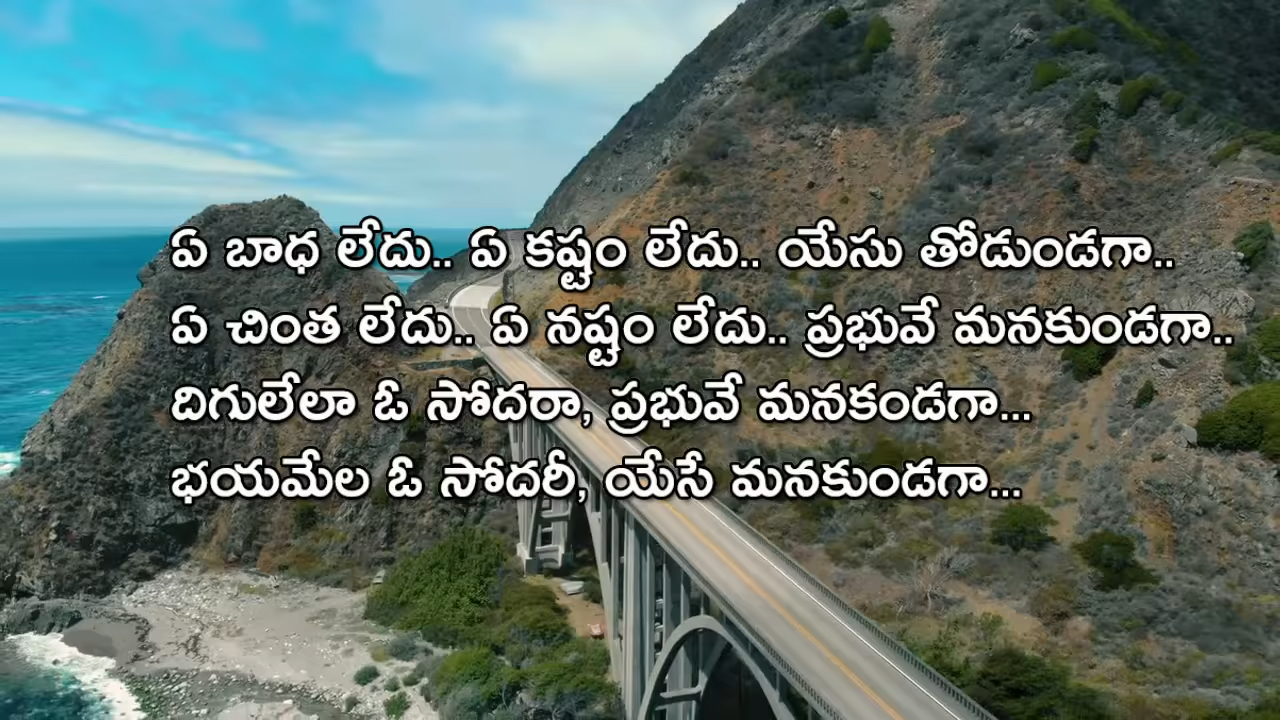 ఏ బాధ లేదు.. ఏ కష్టం లేదు.. యేసు తోడుండగా..
ఏ చింత లేదు.. ఏ నష్టం లేదు.. ప్రభువే మనకుండగా..
దిగులేలా ఓ సోదరా, ప్రభువే మనకండగా...
భయమేల ఓ సోదరీ, యేసే మనకుండగా...